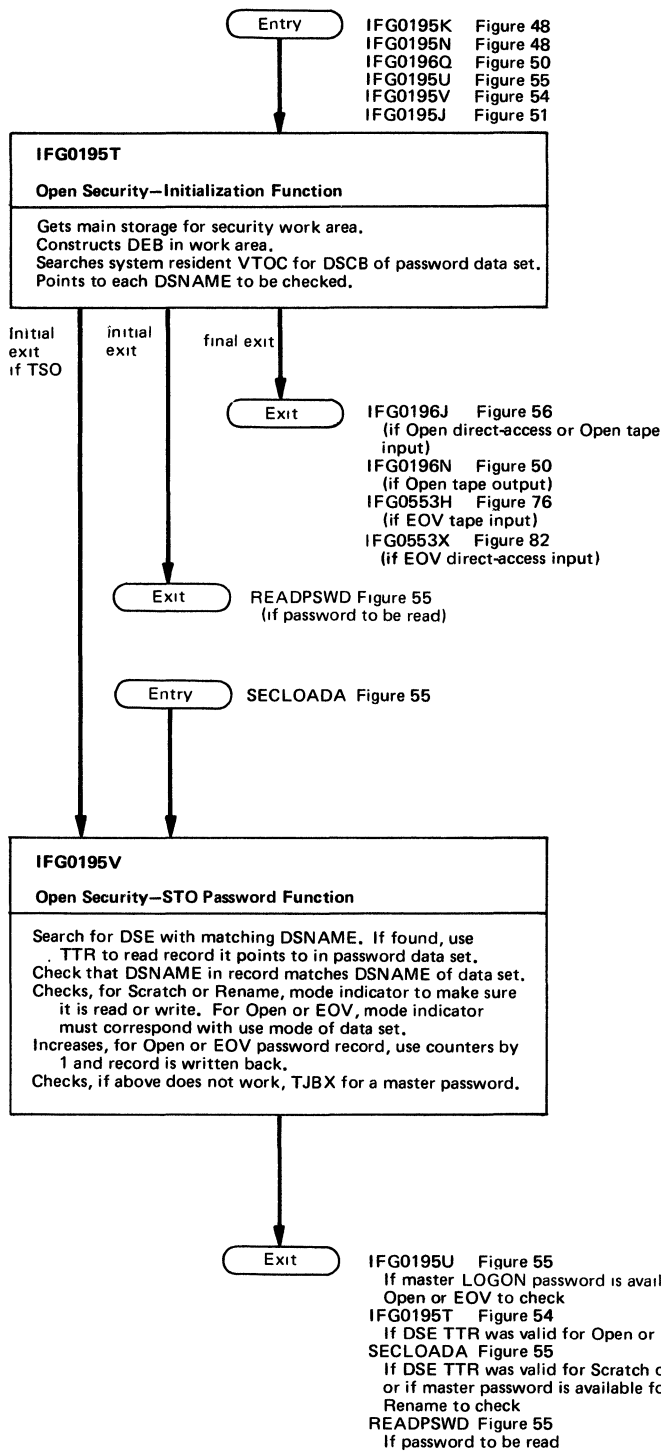 Entry
IFG0195K Figure 48
IFG0195N Figure 48
IFG0196Q Figure 50
IFG0195U Figure 55
IFG0195V Figure 54
IFG0195J Figure 51
IFG0195T
Open Security—Initialization Function
Gets main storage for security work area.
Constructs DEB in work area.
Searches system resident VTOC for DSCB of password data set.
Points to each DSNAME to be checked.
Initial
exit
if TSO
initial
exit
final exit
Exit
IFG0196J Figure 56
(if Open direct-access or Open tape
input)
IFG0196N Figure 50
(if Open tape output)
IFG0553H Figure 76
(if EOV tape input)
IFG0553X Figure 82
(if EOV direct-access input)
Exit
READPSWD Figure 55
(if password to be read)
Entry
SECLOADA Figure 55
IFG0195V
Open Security—STO Password Function
Search for DSE with matching DSNAME. If found, use
TTR to read record it points to in password data set.
Check that DSNAME in record matches DSNAME of data set.
Checks, for Scratch or Rename, mode indicator to make sure
it is read or write. For Open or EOV, mode indicator
must correspond with use mode of data set.
Increases, for Open or EOV password record, use counters by
1 and record is written back.
Checks, if above does not work, TJBX for a master password.
Exit
IFG0195U Figure 55
If master LOGON password is
Open or EOV to check
IFG0195T Figure 54
If DSE TTR was valid for Open or
SECLOADA Figure 55
If DSE TTR was valid for Scratch
or if master password is available
Rename to check
READPSWD Figure 55
If password to be read